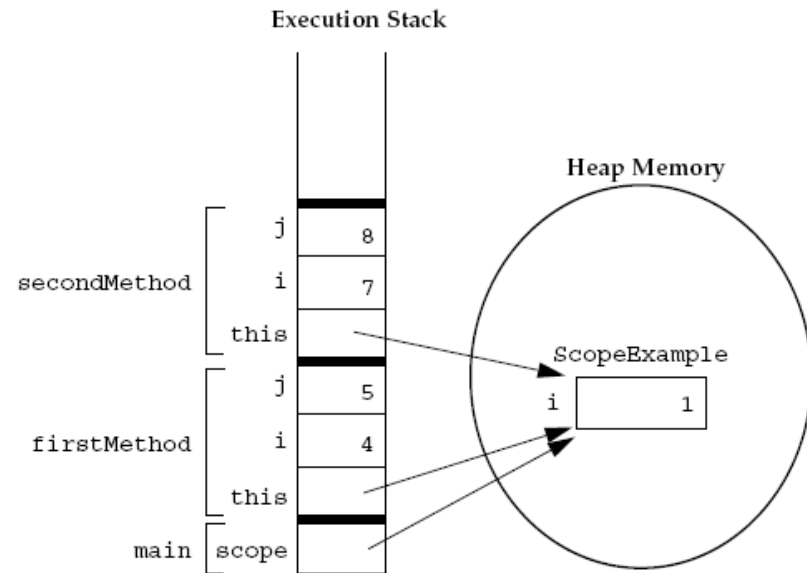 Execution Stack
Heap Memory
j 8
secondMethod i 7
this
ScopeExample
j 5
i 1
firstMethod i 4
this
main scope